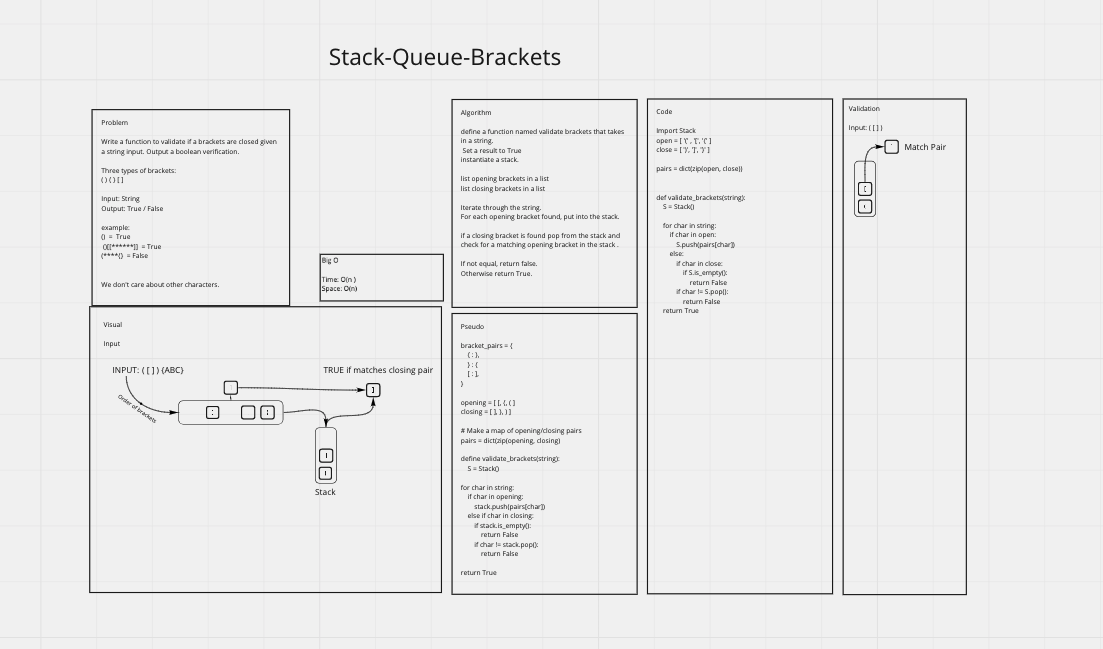 Stack-Queue-Brackets
Problem
Write a function to validate if a brackets are closed given
a string input. Output a boolean verification.
Three types of brackets:
( ) { } [ ]
Input: String
Output: True / False
example:
() = True
()[[******]] = True
(****() = False
We don't care about other characters.
Big O
Time: O(n )
Space: O(n)
Visual
Input
INPUT: ( [ ] ) {ABC}
Order of brackets
TRUE if matches closing pair
]
Stack
Algorithm
define a function named validate brackets that takes
in a string.
Set a result to True
instantiate a stack.
list opening brackets in a list
list closing brackets in a list
Iterate through the string.
For each opening bracket found, put into the stack.
if a closing bracket is found pop from the stack and
check for a matching opening bracket in the stack .
If not equal, return false.
Otherwise return True.
Pseudo
bracket_pairs = {
( : ),
} : {
[ : ],
}
opening = [ [, {, ( ]
closing = [ ], }, ) ]
# Make a map of opening/closing pairs
pairs = dict(zip(opening, closing)
define validate_brackets(string):
S = Stack()
for char in string:
if char in opening:
stack.push(pairs[char])
else if char in closing:
if stack.is_empty():
return False
if char != stack.pop():
return False
return True
Code
Import Stack
open = [ '(' , '[', '{' ]
close = [ ')', ']', '}' ]
pairs = dict(zip(open, close))
def validate_brackets(string):
S = Stack()
for char in string:
if char in open:
S.push(pairs[char])
else:
if char in close:
if S.is_empty():
return False
if char != S.pop():
return False
return True
Validation
Input: ( [ ] )
Match Pair